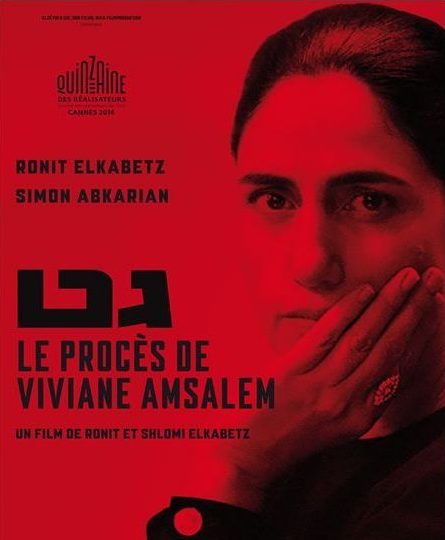 QUINZAINE
DES RÉALISATEURS
CANNES 2014
RONIT ELKABETZ
SIMON ABKARIAN
גט
LE PROCÈS DE
VIVIANE AMSALEM
UN FILM DE RONIT ET SHLOMI ELKABETZ